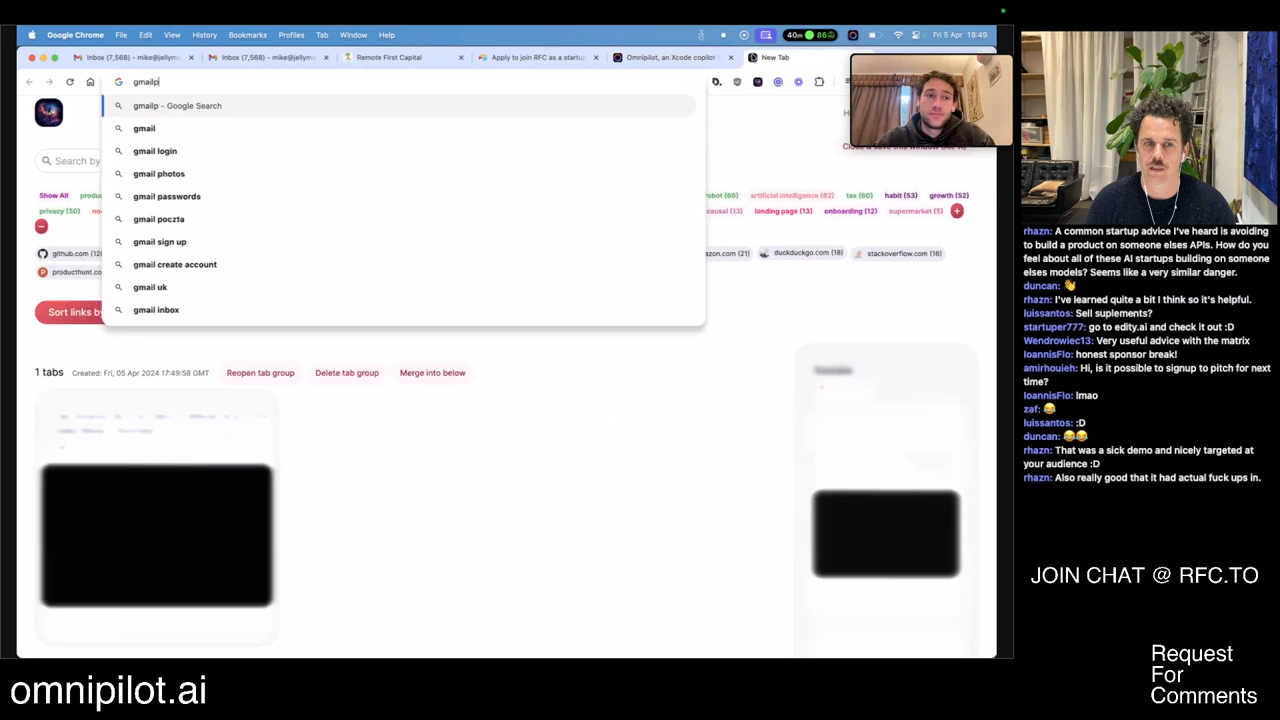 Google Chrome File Edit View History Bookmarks Profiles Tab Window Help
40m 86% Fri 5 Apr 18:49
Inbox (7,568) - mike@jellyma
Inbox (7,568) - mike@jellyma
Remote First Capital
Apply to join RFC as a startup
Omnipilot, an Xcode copilot
New Tab
gmailp
gmailp - Google Search
gmail
gmail login
gmail photos
gmail passwords
gmail poczta
gmail sign up
gmail create account
gmail uk
gmail inbox
Search by
Show All
artificial intelligence (62) tax (60) habit (53) growth (52)
privacy (50)
causal (13) landing page (13) onboarding (12) supermarket (5)
github.com
duckduckgo.com (18) stackoverflow.com (16)
producthunt.co
Sort links by
1 tabs Created: Fri, 05 Apr 2024 17:49:58 GMT Reopen tab group Delete tab group Merge into below
rhazn: A common startup advice I've heard is avoiding
to build a product on someone elses APIs. How do you
feel about all of these AI startups building on someone
elses models? Seems like a very similar danger.
duncan: 👋
rhazn: I've learned quite a bit I think so it's helpful.
luissantos: Sell suplements?
startuper777: go to edity.ai and check it out :D
Wendrowiec13: Very useful advice with the matrix
IoannisFlo: honest sponsor break!
amirhouieh: Hi, is it possible to signup to pitch for next
time?
IoannisFlo: lmao
zaf: 😂
luissantos: :D
duncan: 😂😂
rhazn: That was a sick demo and nicely targeted at
your audience :D
rhazn: Also really good that it had actual fuck ups in.
JOIN CHAT @ RFC.TO
Request
For
Comments
omnipilot.ai